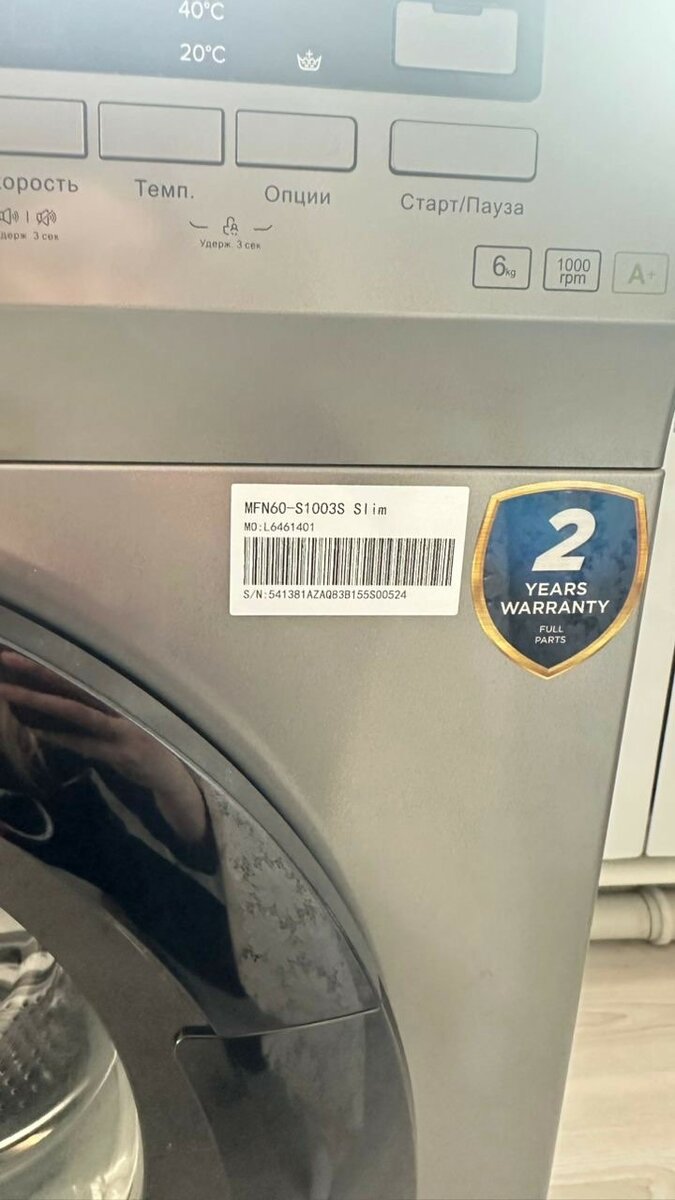 40°C
20°C
Темп.
Опции
Старт/Пауза
Удерж. 3 сек
Удерж. 3 сек
6kg
1000
rpm
A+
MFN60-S1003S Slim
MO:L6461401
S/N:541381AZAQ83B155S00524
2
YEARS
WARRANTY
FULL
PARTS